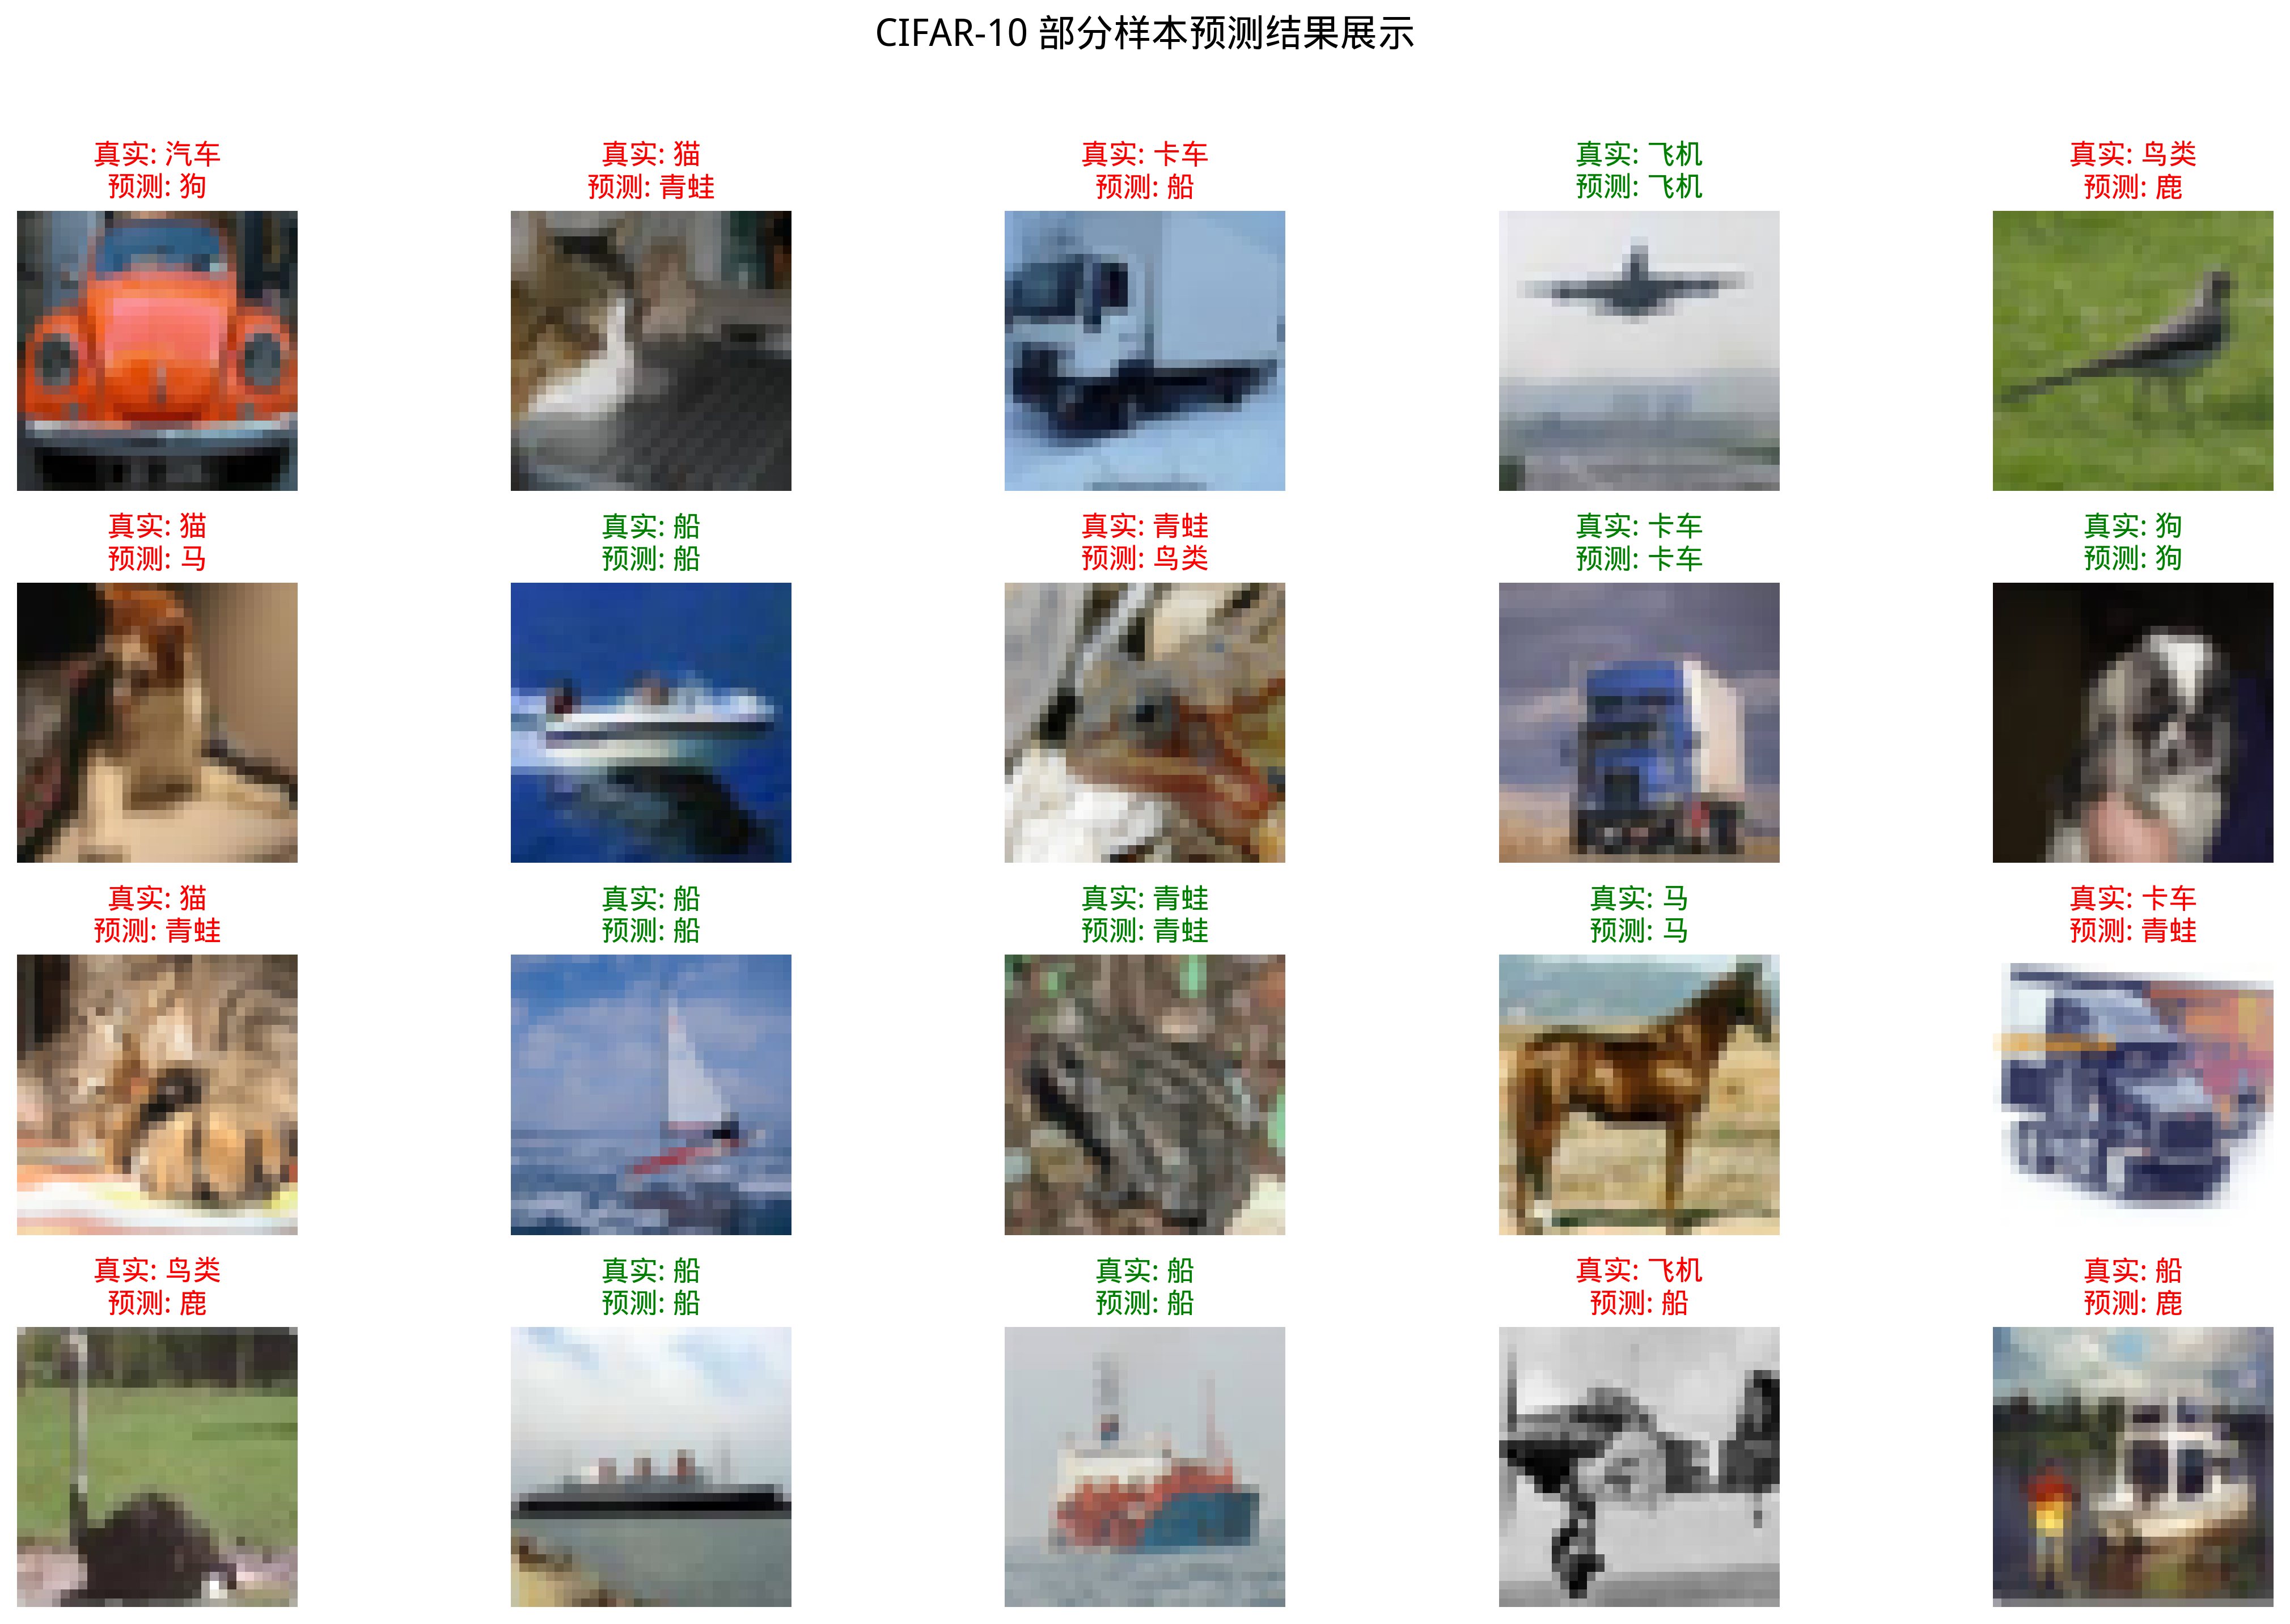 CIFAR-10 部分样本预测结果展示
真实: 汽车
预测: 狗
真实: 猫
预测: 青蛙
真实: 卡车
预测: 船
真实: 飞机
预测: 飞机
真实: 鸟类
预测: 鹿
真实: 猫
预测: 马
真实: 船
预测: 船
真实: 青蛙
预测: 鸟类
真实: 卡车
预测: 卡车
真实: 狗
预测: 狗
真实: 猫
预测: 青蛙
真实: 船
预测: 船
真实: 青蛙
预测: 青蛙
真实: 马
预测: 马
真实: 卡车
预测: 青蛙
真实: 鸟类
预测: 鹿
真实: 船
预测: 船
真实: 船
预测: 船
真实: 飞机
预测: 船
真实: 船
预测: 鹿